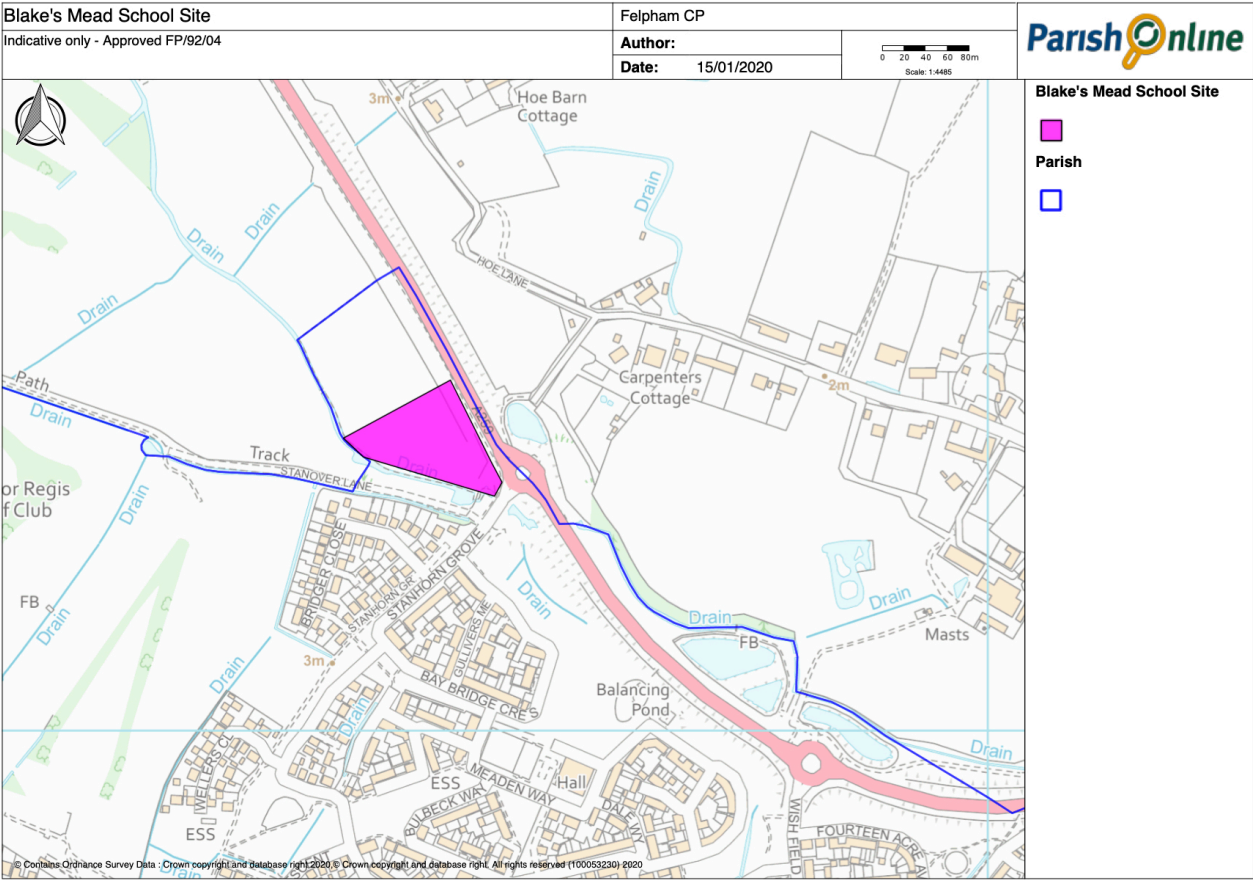 Blake's Mead School Site
Indicative only - Approved FP/92/04
Felpham CP
Author:
Date: 15/01/2020
0 20 40 60 80m
Scale: 1:4485
Parish Online
Blake's Mead School Site
Parish
3m
Hoe Barn
Cottage
Drain
Drain
Drain
HOE LANE
Drain
Path
Drain
Carpenters
Cottage
2m
Track
STANOVER LANE
Drain
or Regis
f Club
Drain
BRIDGER CLOSE
STANHORN GR
STANHORN GROVE
GULLIVERS ME
Drain
FB
Drain
3m
Drain
Drain
BAY BRIDGE CRES
Balancing
Pond
Drain
FB
Drain
Masts
Drain
WELLERS CL
ESS
ESS
BULBECK WAY
MEADEN WAY
Hall
DALE WY
WISH FIELD
FOURTEEN ACRE
Drain
© Contains Ordnance Survey Data : Crown copyright and database right 2020,© Crown copyright and database right. All rights reserved (100053230) 2020